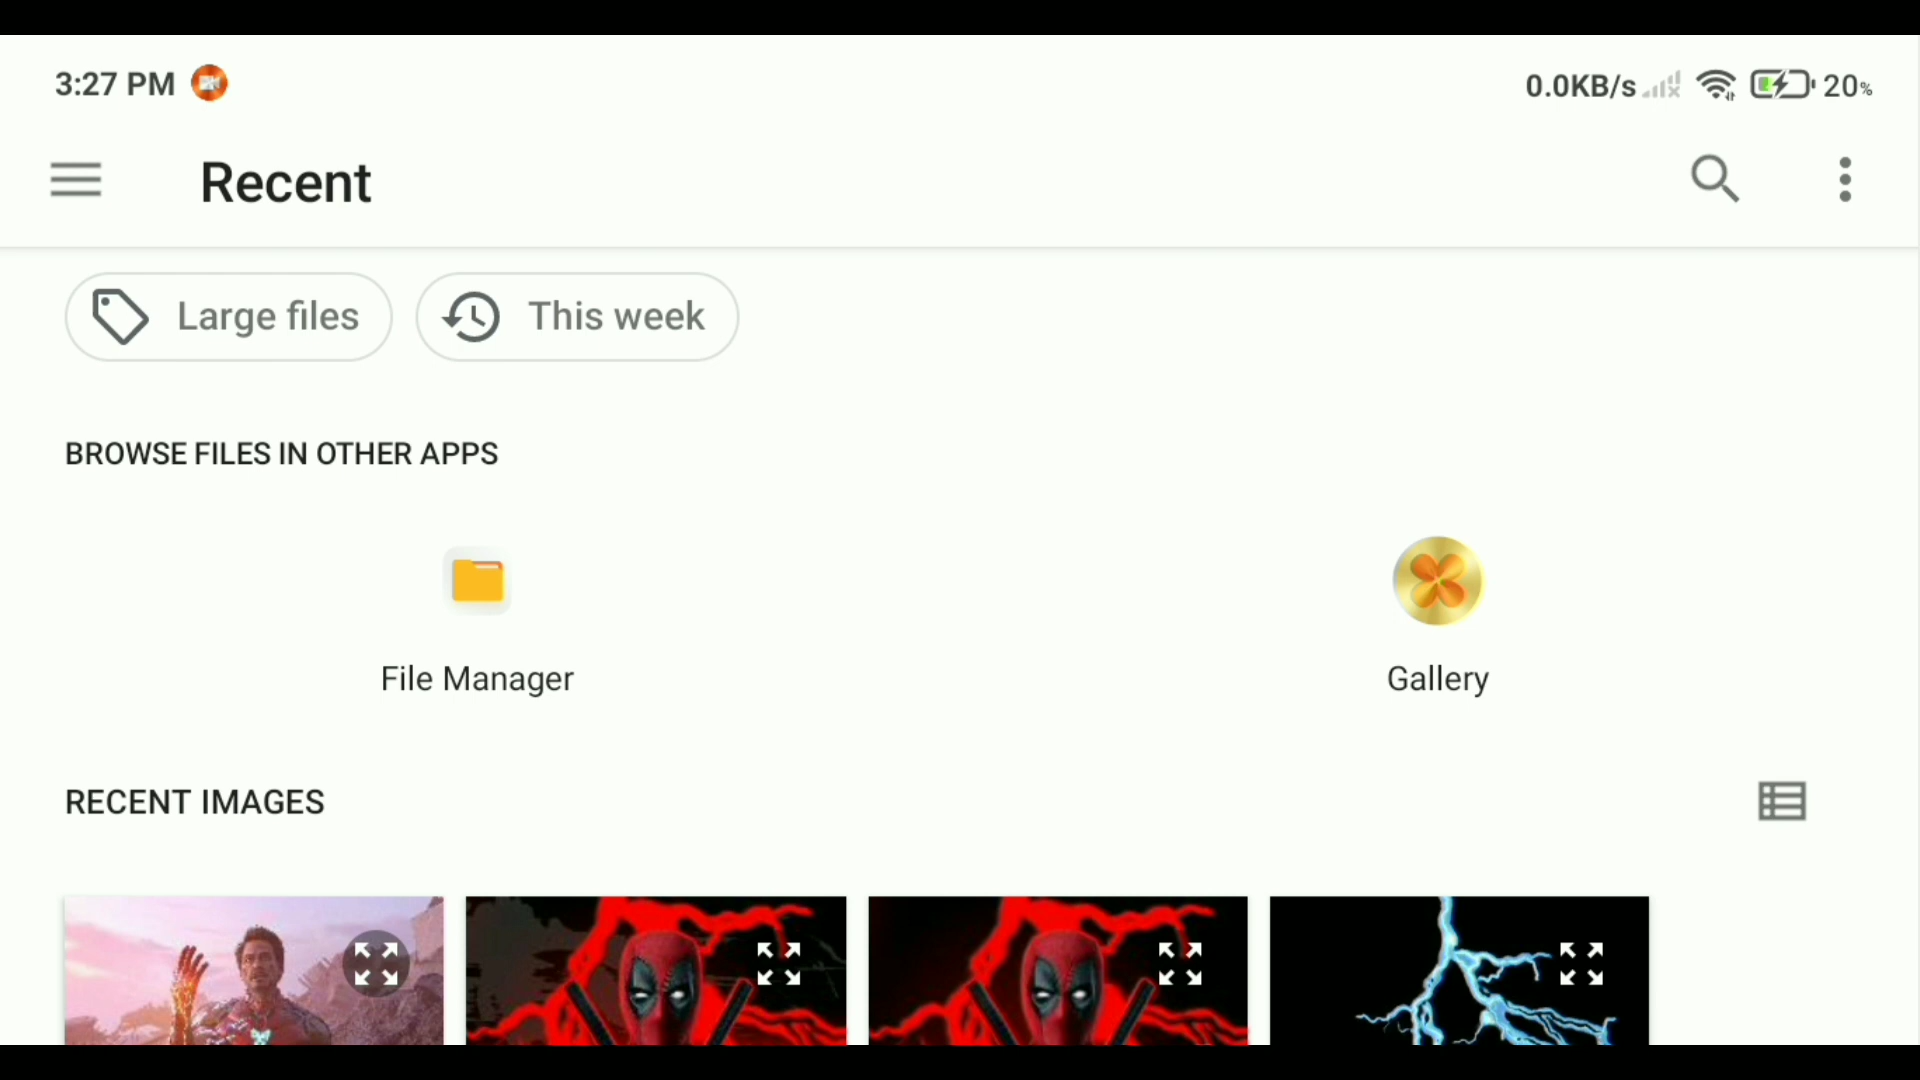 3:27 PM
0.0KB/s
20%
Recent
Large files
This week
BROWSE FILES IN OTHER APPS
File Manager
Gallery
RECENT IMAGES